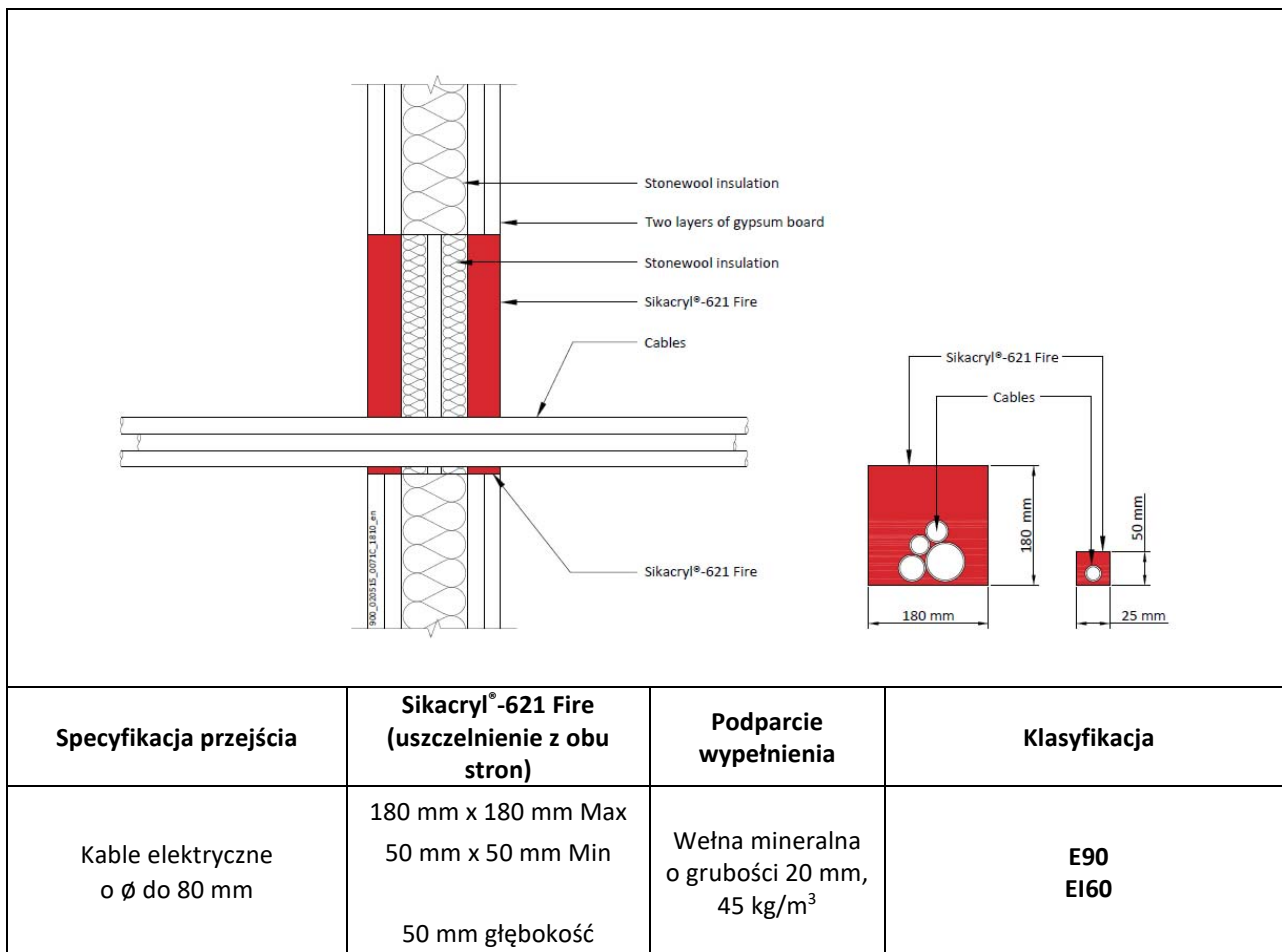 Stonewool insulation
Two layers of gypsum board
Stonewool insulation
Sikacryl®-621 Fire
Cables
Sikacryl®-621 Fire
900_020515_0071C_1810_en
Sikacryl®-621 Fire
Cables
180 mm
50 mm
180 mm
25 mm
Specyfikacja przejścia
Sikacryl®-621 Fire
(uszczelnienie z obu
stron)
Podparcie
wypełnienia
Klasyfikacja
Kable elektryczne
o ø do 80 mm
180 mm x 180 mm Max
50 mm x 50 mm Min
50 mm głębokość
Wełna mineralna
o grubości 20 mm,
45 kg/m³
E90
EI60